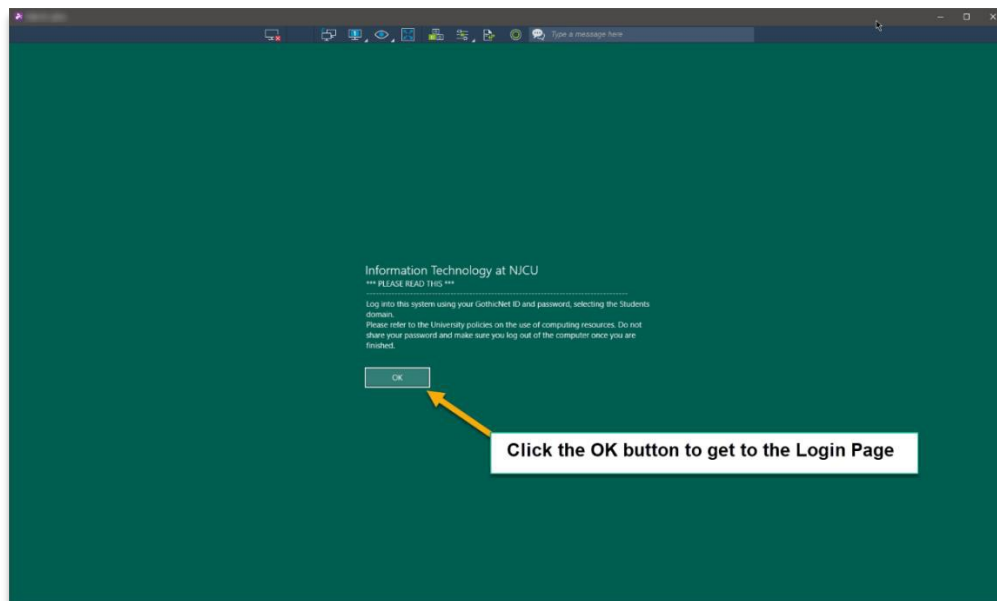 Type a message here
Information Technology at NJCU
*** PLEASE READ THIS ***
Log into this system using your GothicNet ID and password, selecting the Students
domain.
Please refer to the University policies on the use of computing resources. Do not
share your password and make sure you log out of the computer once you are
finished.
OK
Click the OK button to get to the Login Page